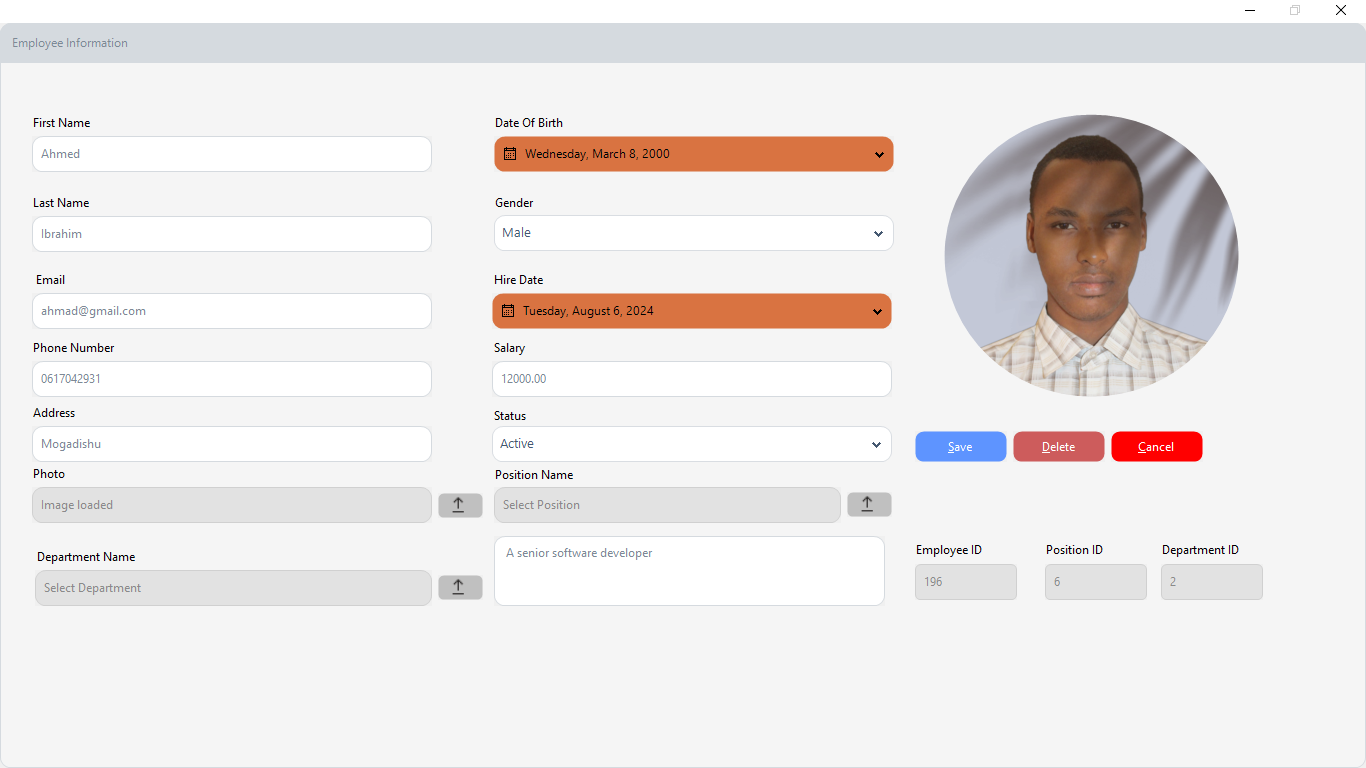 Employee Information
First Name
Ahmed
Last Name
Ibrahim
Email
ahmad@gmail.com
Phone Number
0617042931
Address
Mogadishu
Photo
Image loaded
Department Name
Select Department
Date Of Birth
Wednesday, March 8, 2000
Gender
Male
Hire Date
Tuesday, August 6, 2024
Salary
12000.00
Status
Active
Position Name
Select Position
A senior software developer
Save Delete Cancel
Employee ID Position ID Department ID
196 6 2